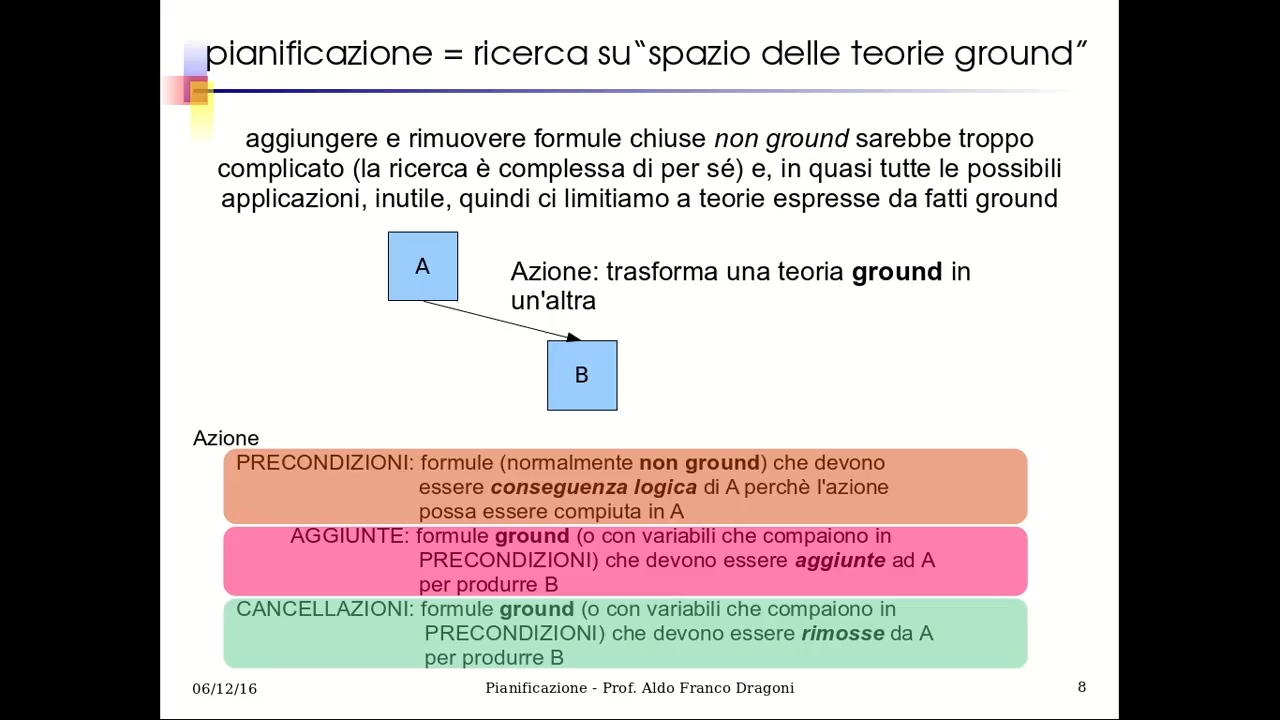 pianificazione = ricerca su“spazio delle teorie ground”
aggiungere e rimuovere formule chiuse non ground sarebbe troppo
complicato (la ricerca è complessa di per sé) e, in quasi tutte le possibili
applicazioni, inutile, quindi ci limitiamo a teorie espresse da fatti ground
A
Azione: trasforma una teoria ground in
un'altra
B
Azione
PRECONDIZIONI: formule (normalmente non ground) che devono
essere conseguenza logica di A perchè l'azione
possa essere compiuta in A
AGGIUNTE: formule ground (o con variabili che compaiono in
PRECONDIZIONI) che devono essere aggiunte ad A
per produrre B
CANCELLAZIONI: formule ground (o con variabili che compaiono in
PRECONDIZIONI) che devono essere rimosse da A
per produrre B
06/12/16
Pianificazione - Prof. Aldo Franco Dragoni
8